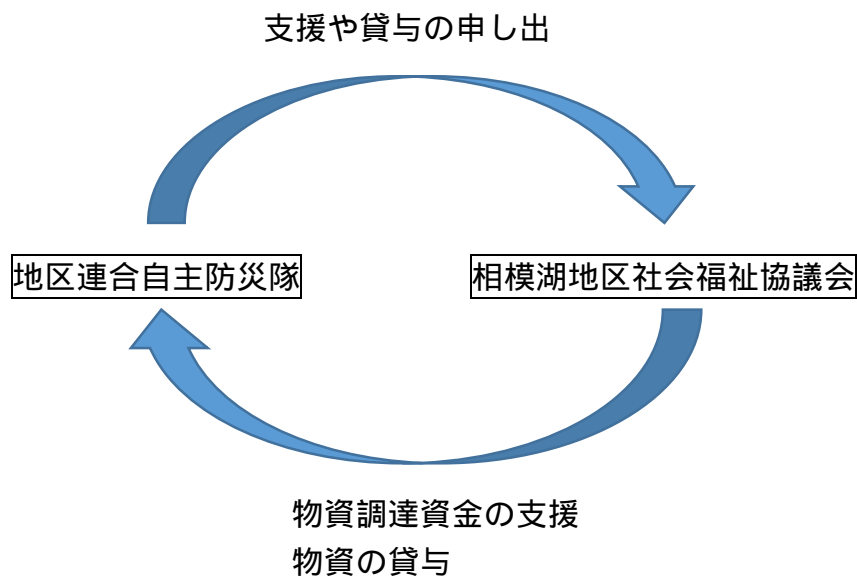 支援や貸与の申し出
地区連合自主防災隊
相模湖地区社会福祉協議会
物資調達資金の支援
物資の貸与